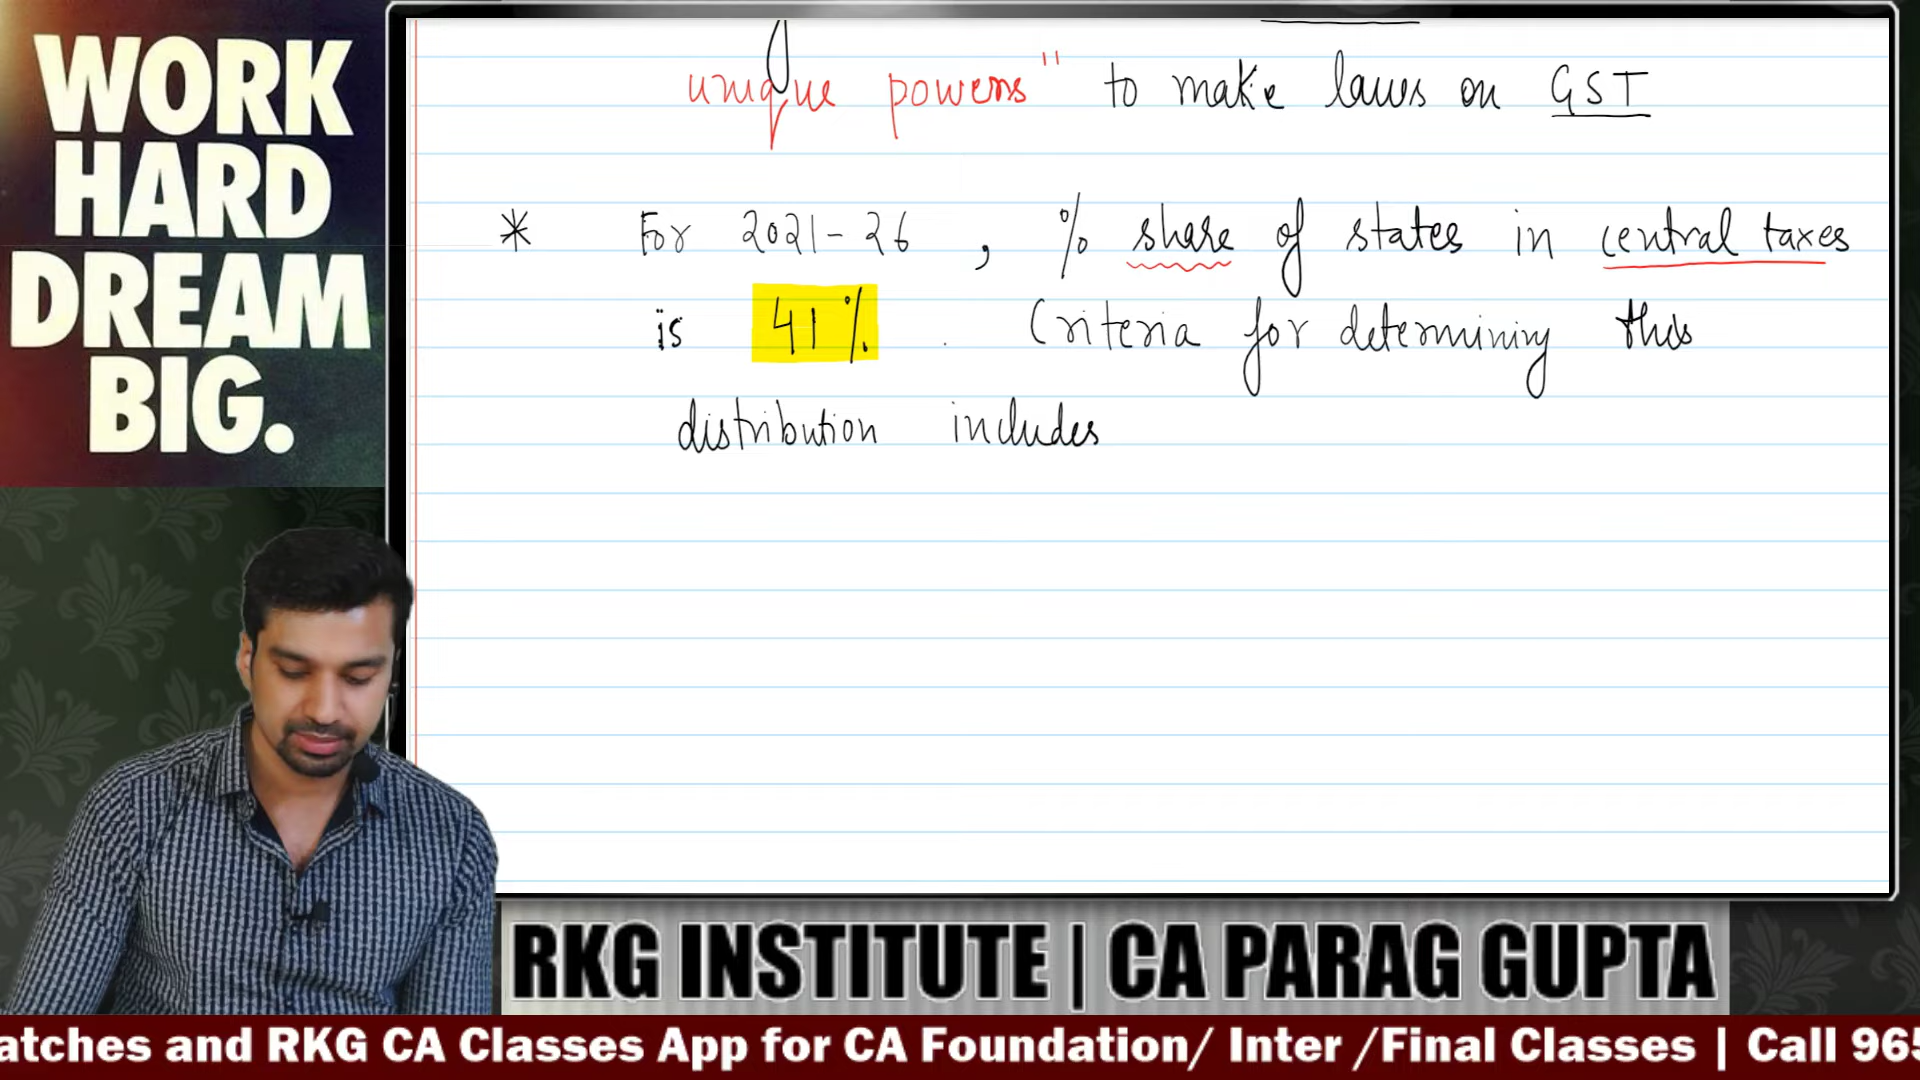 WORK
HARD
DREAM
BIG.
unique powers" to make laws on GST
* For 2021-26 , % share of states in central taxes
is 41% . Criteria for determining this
distribution includes
RKG INSTITUTE | CA PARAG GUPTA
atches and RKG CA Classes App for CA Foundation/ Inter /Final Classes | Call 965